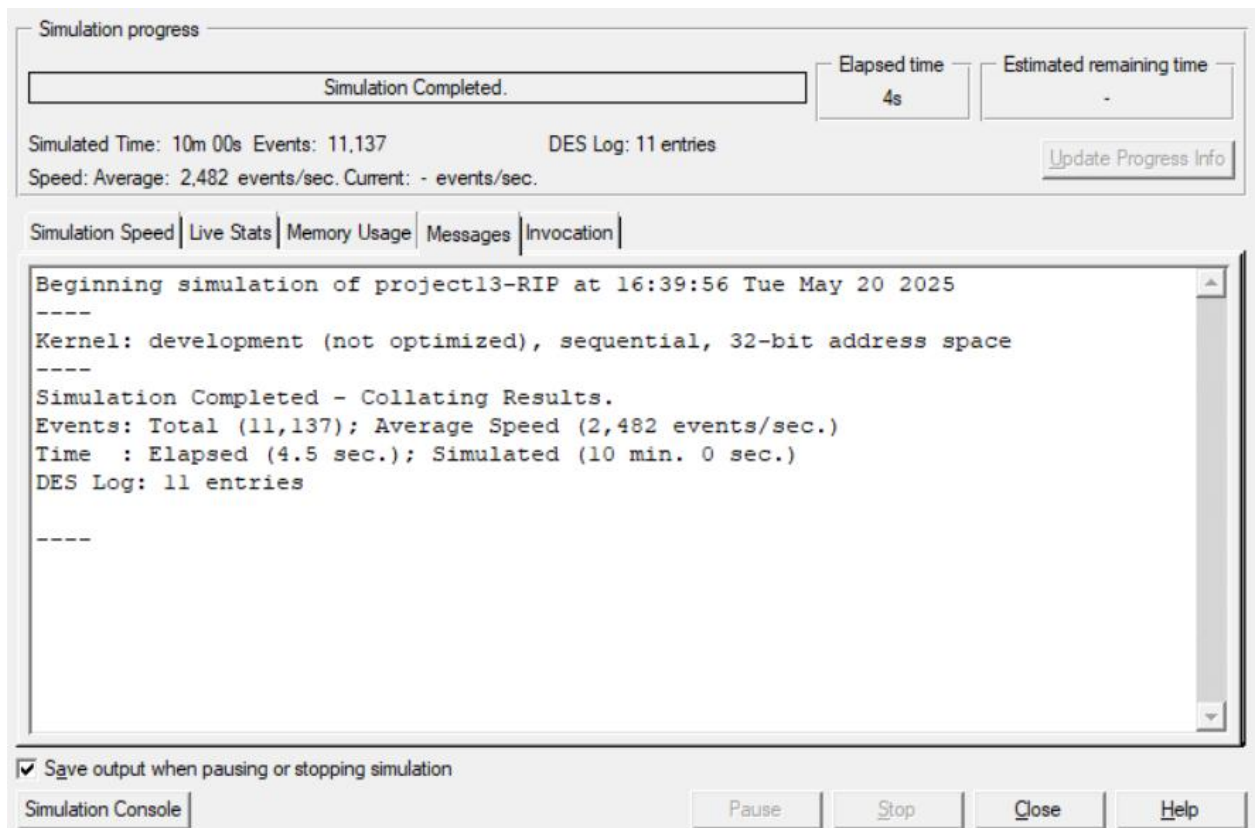 Simulation progress
Simulation Completed.
Elapsed time
4s
Estimated remaining time
-
Simulated Time: 10m 00s Events: 11,137 DES Log: 11 entries
Speed: Average: 2,482 events/sec. Current: - events/sec.
Update Progress Info
Simulation Speed Live Stats Memory Usage Messages Invocation
Beginning simulation of project13-RIP at 16:39:56 Tue May 20 2025
----
Kernel: development (not optimized), sequential, 32-bit address space
----
Simulation Completed - Collating Results.
Events: Total (11,137); Average Speed (2,482 events/sec.)
Time  : Elapsed (4.5 sec.); Simulated (10 min. 0 sec.)
DES Log: 11 entries
----
Save output when pausing or stopping simulation
Simulation Console Pause Stop Close Help